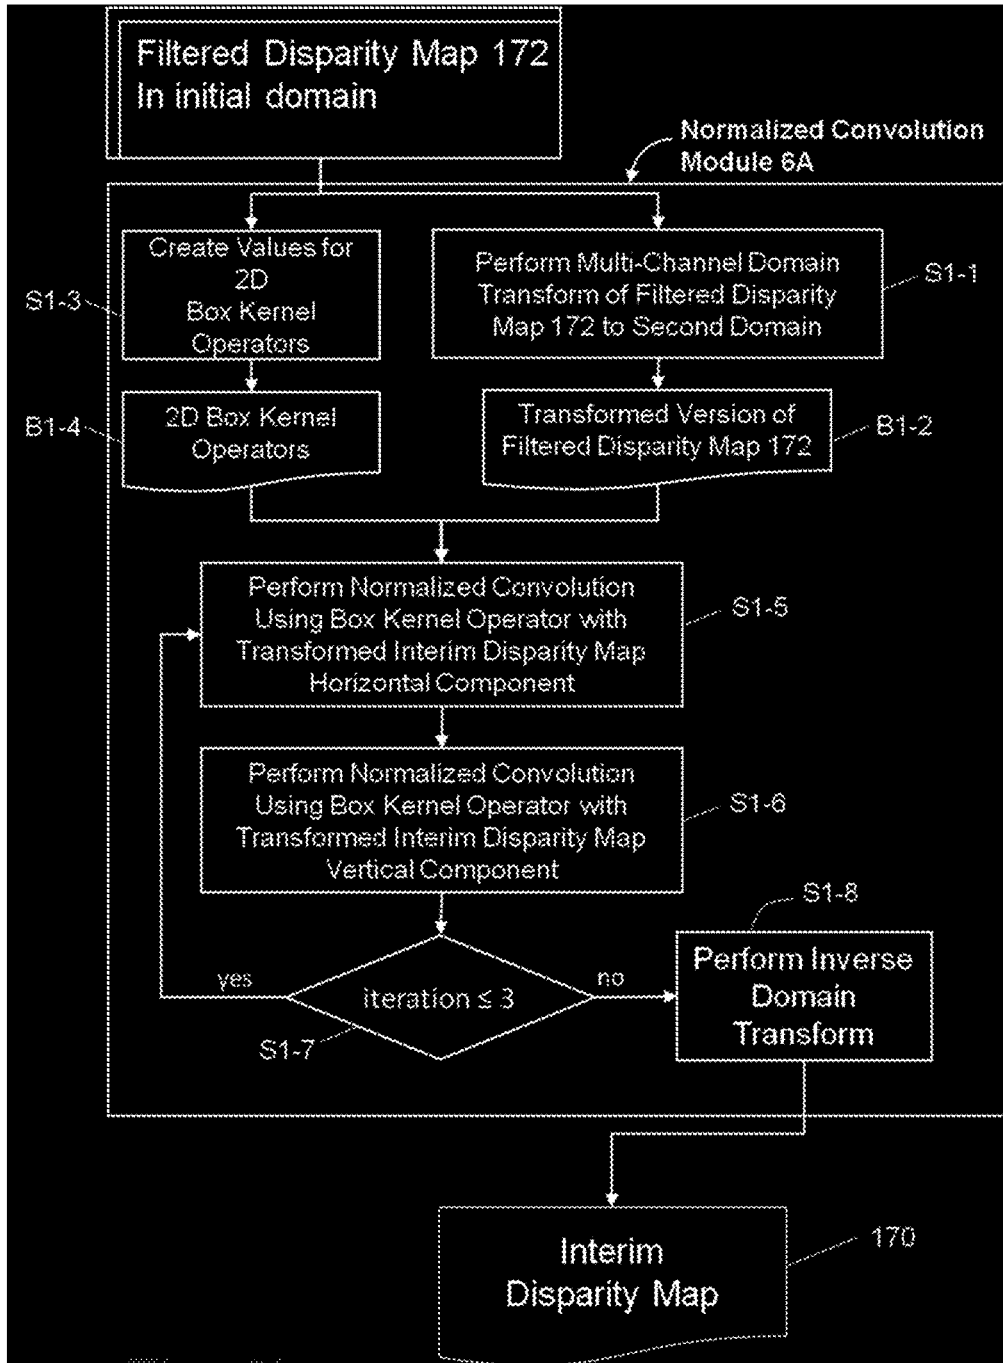 Filtered Disparity Map 172
In initial domain
Normalized Convolution
Module 6A
Create Values for
2D
Box Kernel
Operators
S1-3
Perform Multi-Channel Domain
Transform of Filtered Disparity
Map 172 to Second Domain
S1-1
2D Box Kernel
Operators
B1-4
Transformed Version of
Filtered Disparity Map 172
B1-2
Perform Normalized Convolution
Using Box Kernel Operator with
Transformed Interim Disparity Map
Horizontal Component
S1-5
Perform Normalized Convolution
Using Box Kernel Operator with
Transformed Interim Disparity Map
Vertical Component
S1-6
S1-8
yes
iteration ≤ 3
no
S1-7
Perform Inverse
Domain
Transform
Interim
Disparity Map
170